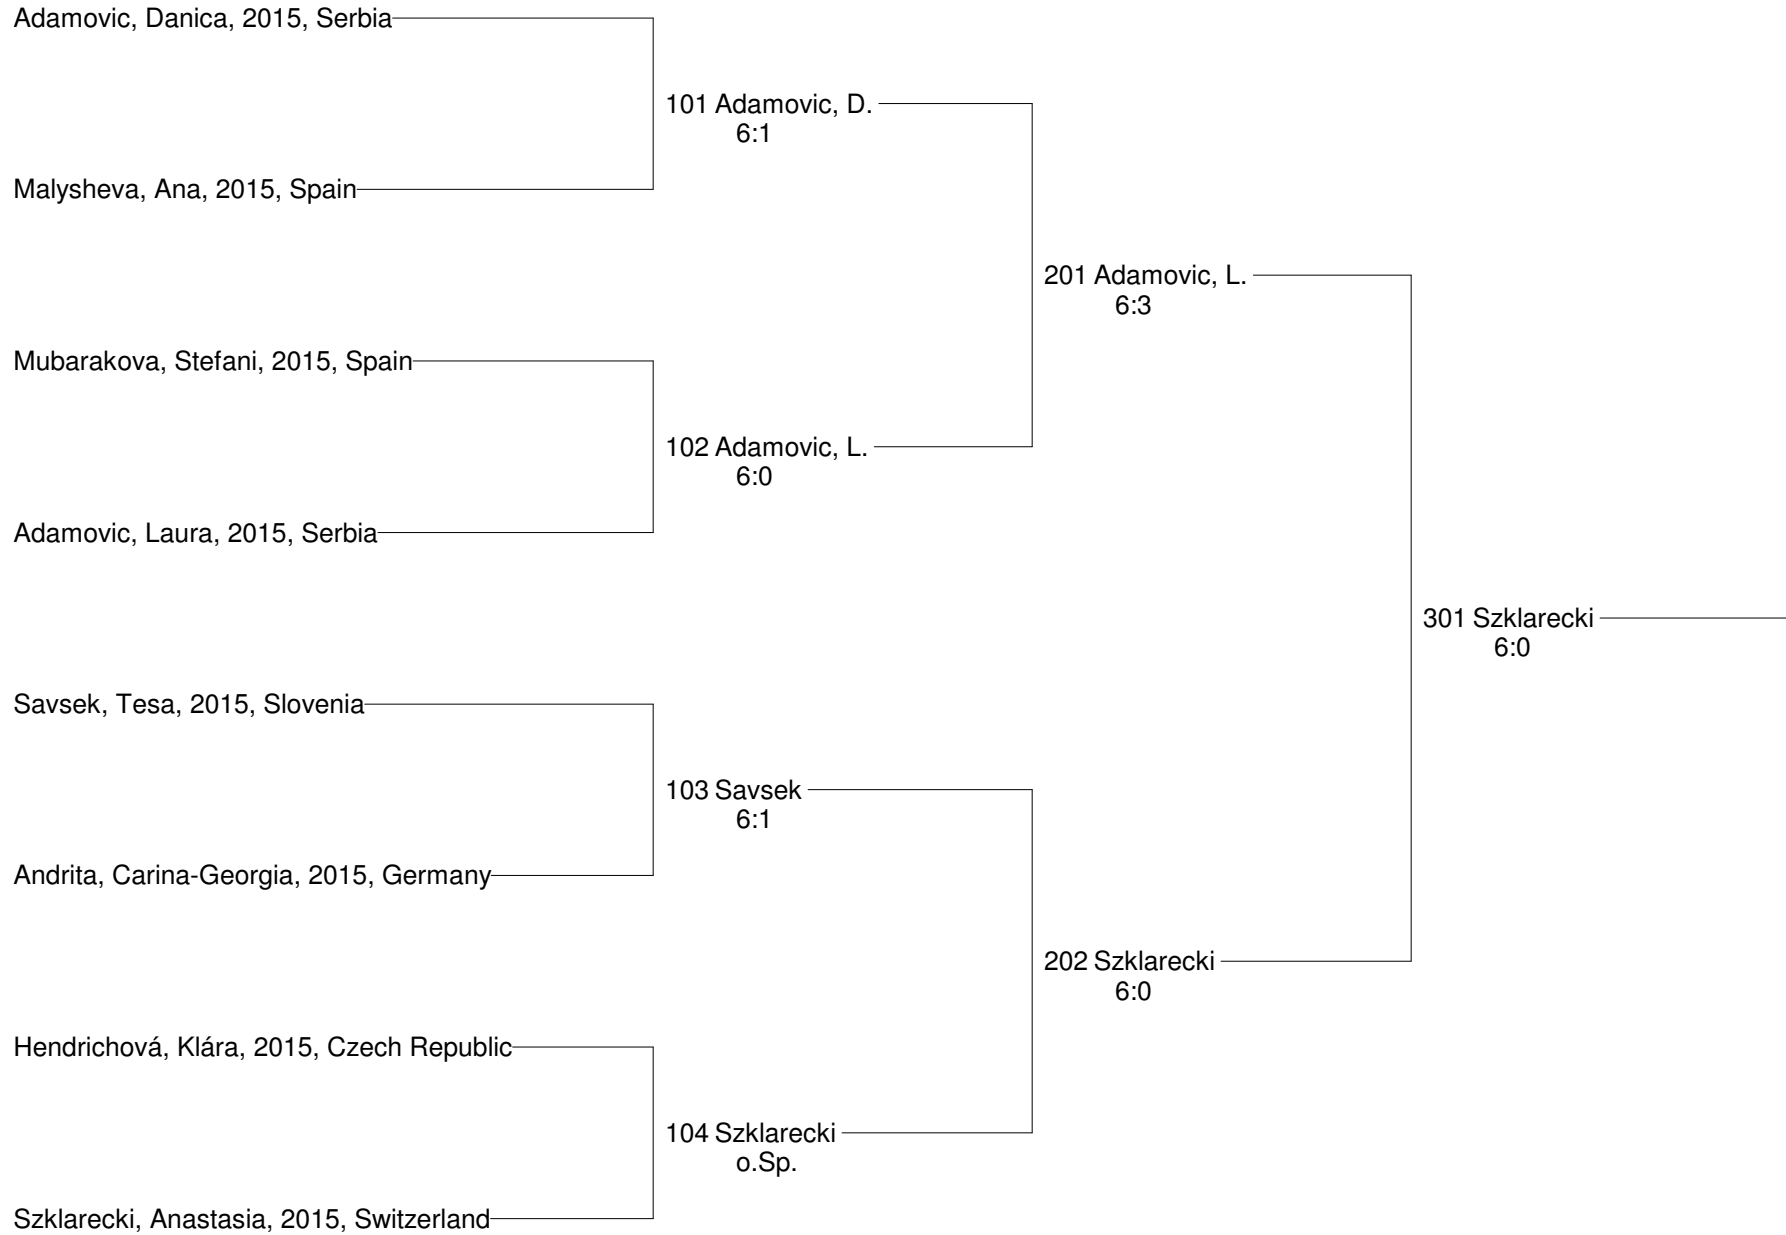 Adamovic, Danica, 2015, Serbia
101 Adamovic, D.
6:1
Malysheva, Ana, 2015, Spain
201 Adamovic, L.
6:3
Mubarakova, Stefani, 2015, Spain
102 Adamovic, L.
6:0
Adamovic, Laura, 2015, Serbia
301 Szklarecki
6:0
Savsek, Tesa, 2015, Slovenia
103 Savsek
6:1
Andrita, Carina-Georgia, 2015, Germany
202 Szklarecki
6:0
Hendrichová, Klára, 2015, Czech Republic
104 Szklarecki
o.Sp.
Szklarecki, Anastasia, 2015, Switzerland